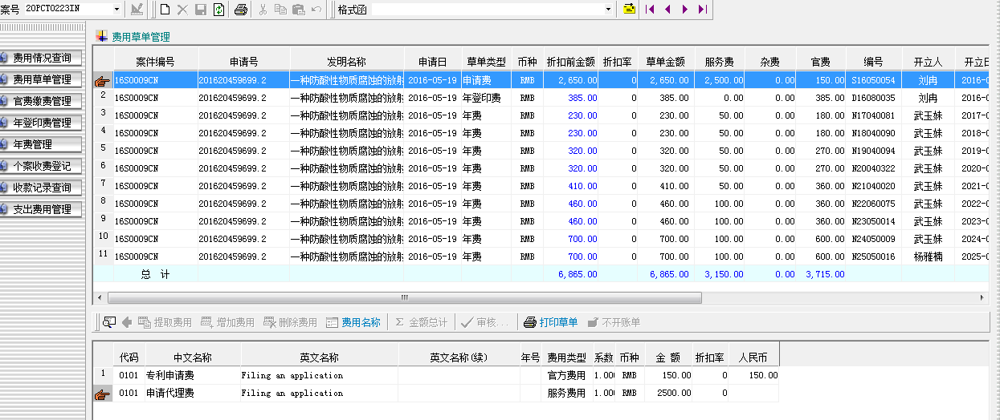 案号 20PCT0223IN 格式函
费用草单管理
费用情况查询
费用草单管理
官费缴费管理
年登印费管理
年费管理
个案收费登记
收款记录查询
支出费用管理
案件编号 申请号 发明名称 申请日 草单类型 币种 折扣前金额 折扣率 草单金额 服务费 杂费 官费 编号 开立人 开立日
16S0009CN 201620459699.2 一种防酸性物质腐蚀的放射 2016-05-19 申请费 RMB 2,650.00 0 2,650.00 2,500.00 0.00 150.00 S16050054 刘冉 2016-
2 16S0009CN 201620459699.2 一种防酸性物质腐蚀的放射 2016-05-19 年登印费 RMB 385.00 0 385.00 0.00 0.00 385.00 D16080035 刘冉 2016-
3 16S0009CN 201620459699.2 一种防酸性物质腐蚀的放射 2016-05-19 年费 RMB 230.00 0 230.00 50.00 0.00 180.00 N17040081 武玉妹 2017-
4 16S0009CN 201620459699.2 一种防酸性物质腐蚀的放射 2016-05-19 年费 RMB 230.00 0 230.00 50.00 0.00 180.00 N18040090 武玉妹 2018-
5 16S0009CN 201620459699.2 一种防酸性物质腐蚀的放射 2016-05-19 年费 RMB 320.00 0 320.00 50.00 0.00 270.00 N19040094 武玉妹 2019-
6 16S0009CN 201620459699.2 一种防酸性物质腐蚀的放射 2016-05-19 年费 RMB 320.00 0 320.00 50.00 0.00 270.00 N20040322 武玉妹 2020-
7 16S0009CN 201620459699.2 一种防酸性物质腐蚀的放射 2016-05-19 年费 RMB 410.00 0 410.00 50.00 0.00 360.00 N21040020 武玉妹 2021-
8 16S0009CN 201620459699.2 一种防酸性物质腐蚀的放射 2016-05-19 年费 RMB 460.00 0 460.00 100.00 0.00 360.00 N22060075 武玉妹 2022-
9 16S0009CN 201620459699.2 一种防酸性物质腐蚀的放射 2016-05-19 年费 RMB 460.00 0 460.00 100.00 0.00 360.00 N23050014 武玉妹 2023-
10 16S0009CN 201620459699.2 一种防酸性物质腐蚀的放射 2016-05-19 年费 RMB 700.00 0 700.00 100.00 0.00 600.00 N24050009 武玉妹 2024-
11 16S0009CN 201620459699.2 一种防酸性物质腐蚀的放射 2016-05-19 年费 RMB 700.00 0 700.00 100.00 0.00 600.00 N25050016 杨雅楠 2025-
总 计 6,865.00 6,865.00 3,150.00 0.00 3,715.00
提取费用 增加费用 删除费用 费用名称 Σ 金额总计 审核... 打印草单 不开账单
代码 中文名称 英文名称 英文名称(续) 年号 费用类型 系数 币种 金 额 折扣率 人民币
1 0101 专利申请费 Filing an application 官方费用 1.00 RMB 150.00 0 150.00
0101 申请代理费 Filing an application 服务费用 1.00 RMB 2500.00 0